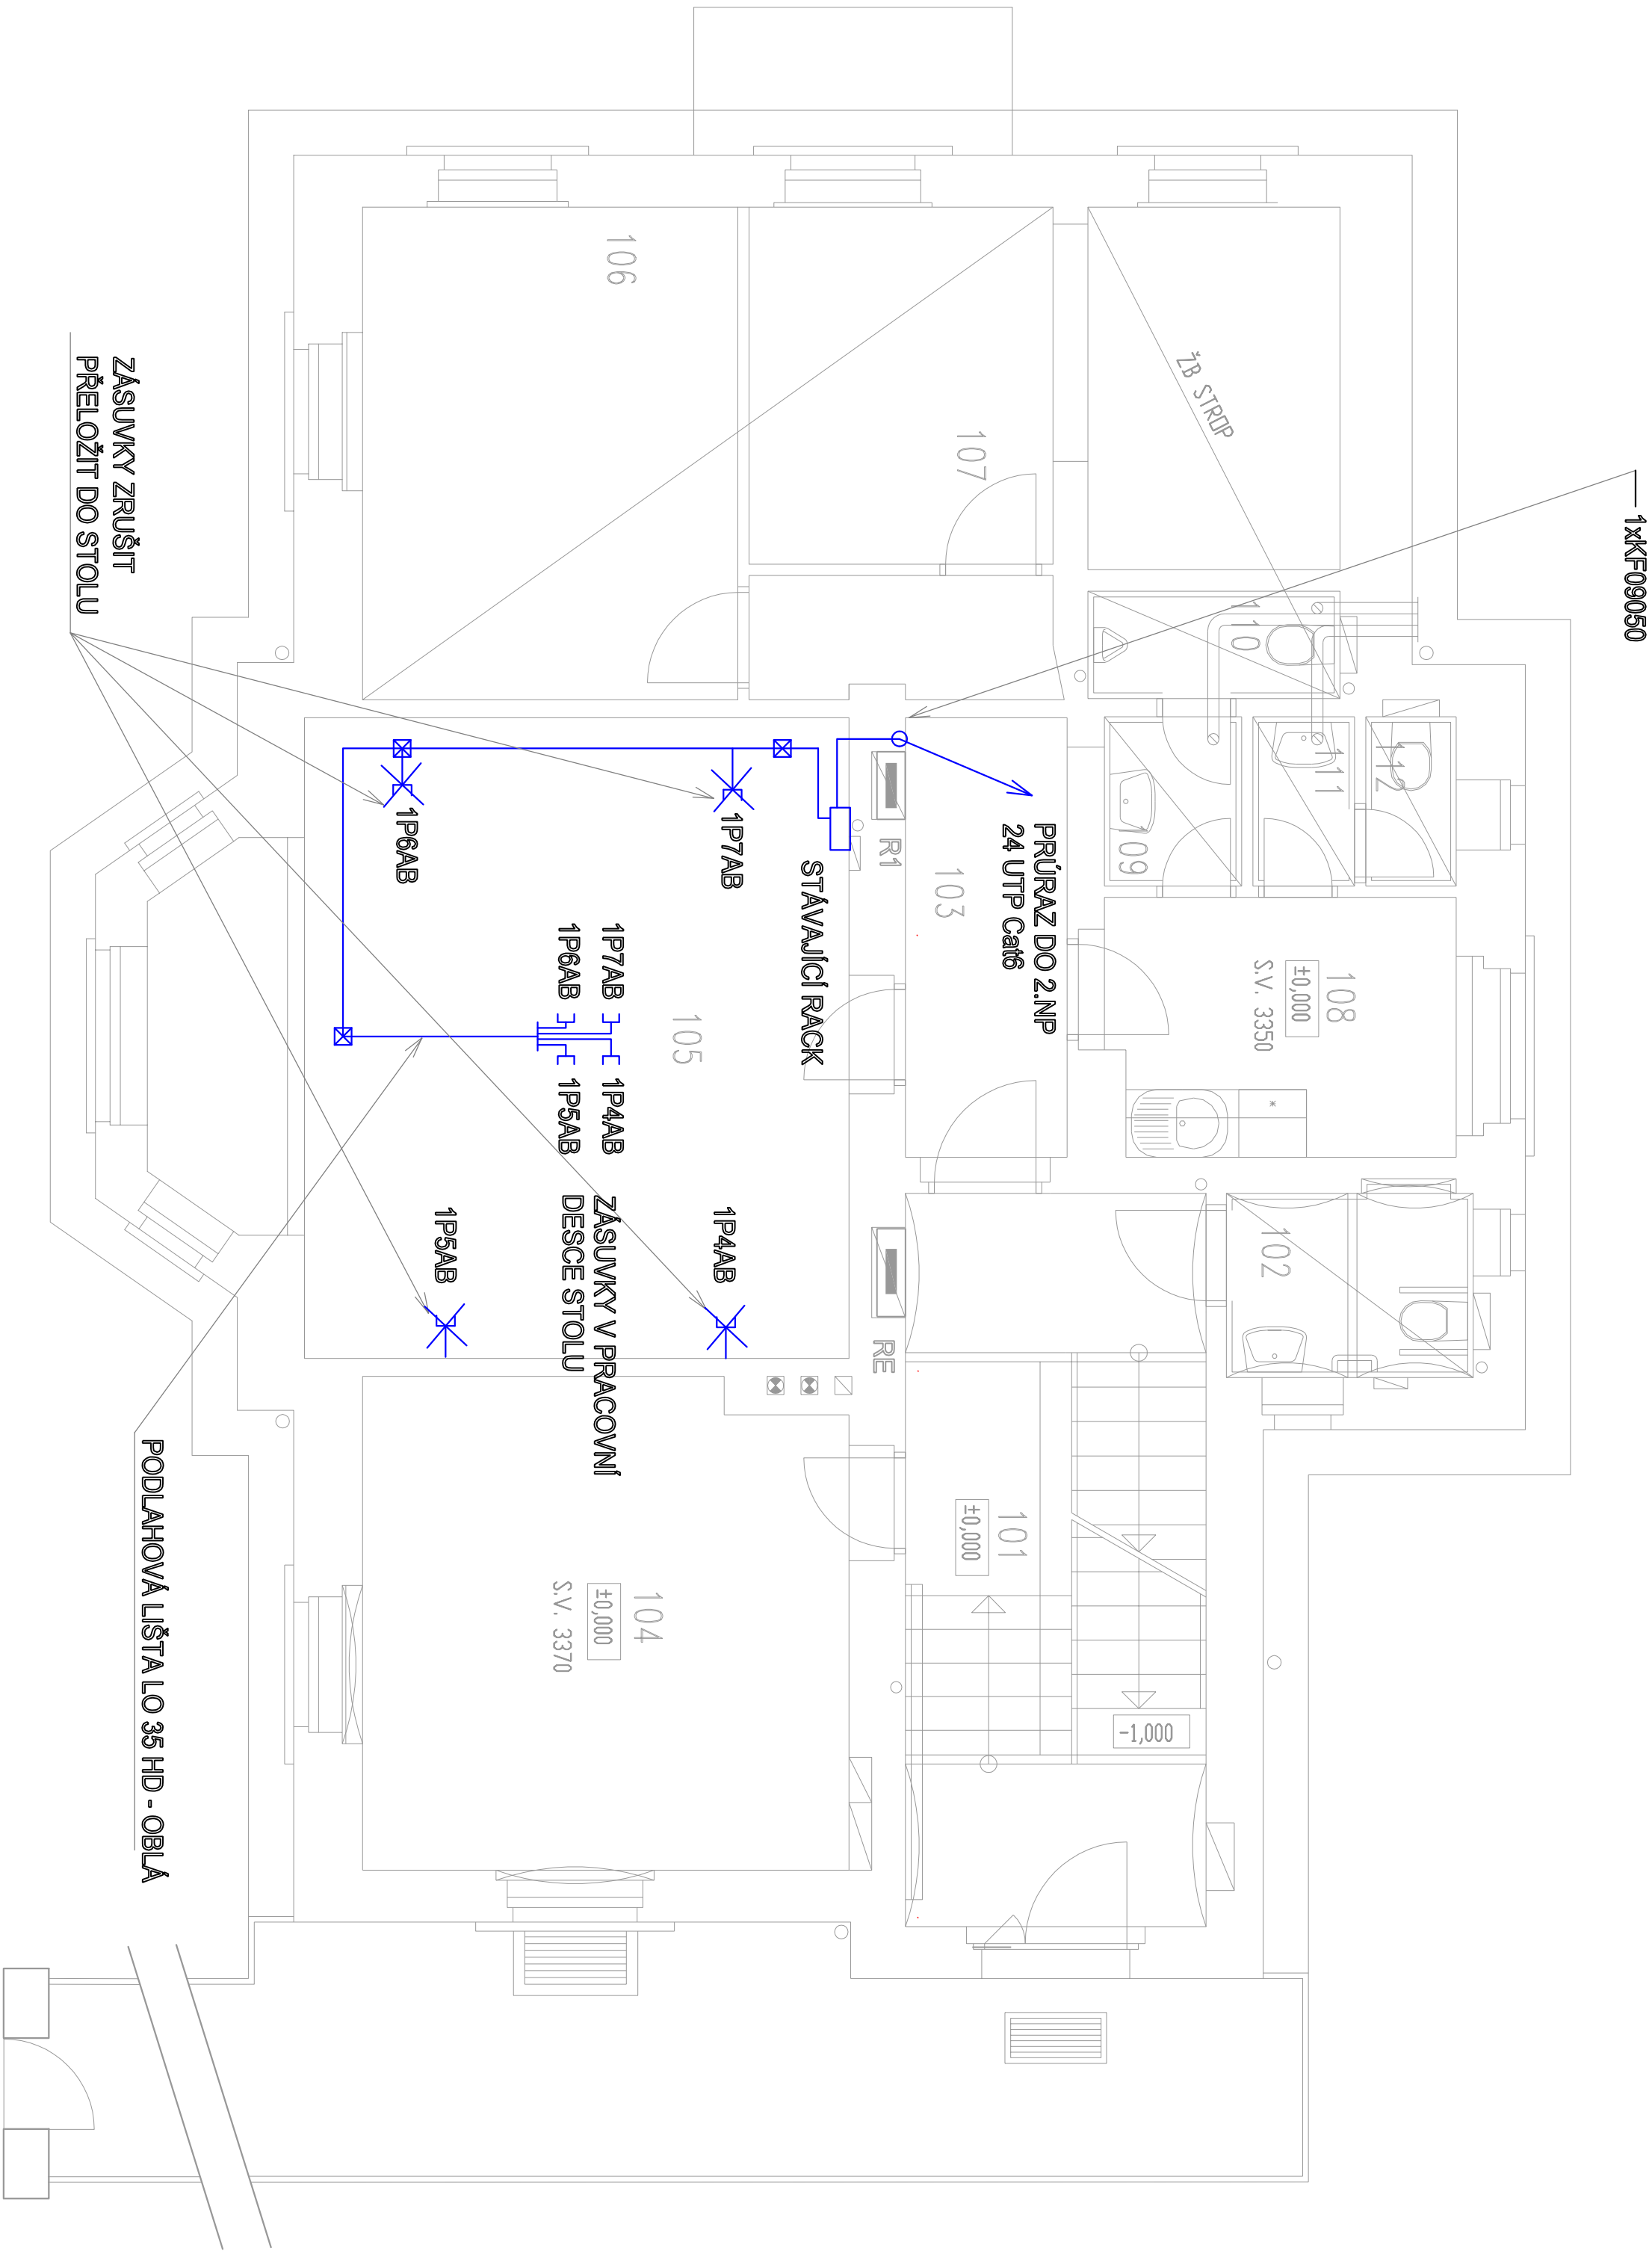 1xKF09050
ŽB STROP
110
111
112
109
108
±0,000
S.V. 3350
102
106
107
103
R1
PRŮRAZ DO 2.NP
24 UTP Cat6
STÁVAJÍCÍ RACK
1P7AB
1P6AB
1P7AB
1P6AB
1P4AB
1P5AB
105
ZÁSUVKY V PRACOVNÍ
DESCE STOLU
1P4AB
1P5AB
RE
101
±0,000
-1,000
104
±0,000
S.V. 3370
ZÁSUVKY ZRUŠIT
PŘELOŽIT DO STOLU
PODLAHOVÁ LIŠTA LO 35 HD - OBLÁ